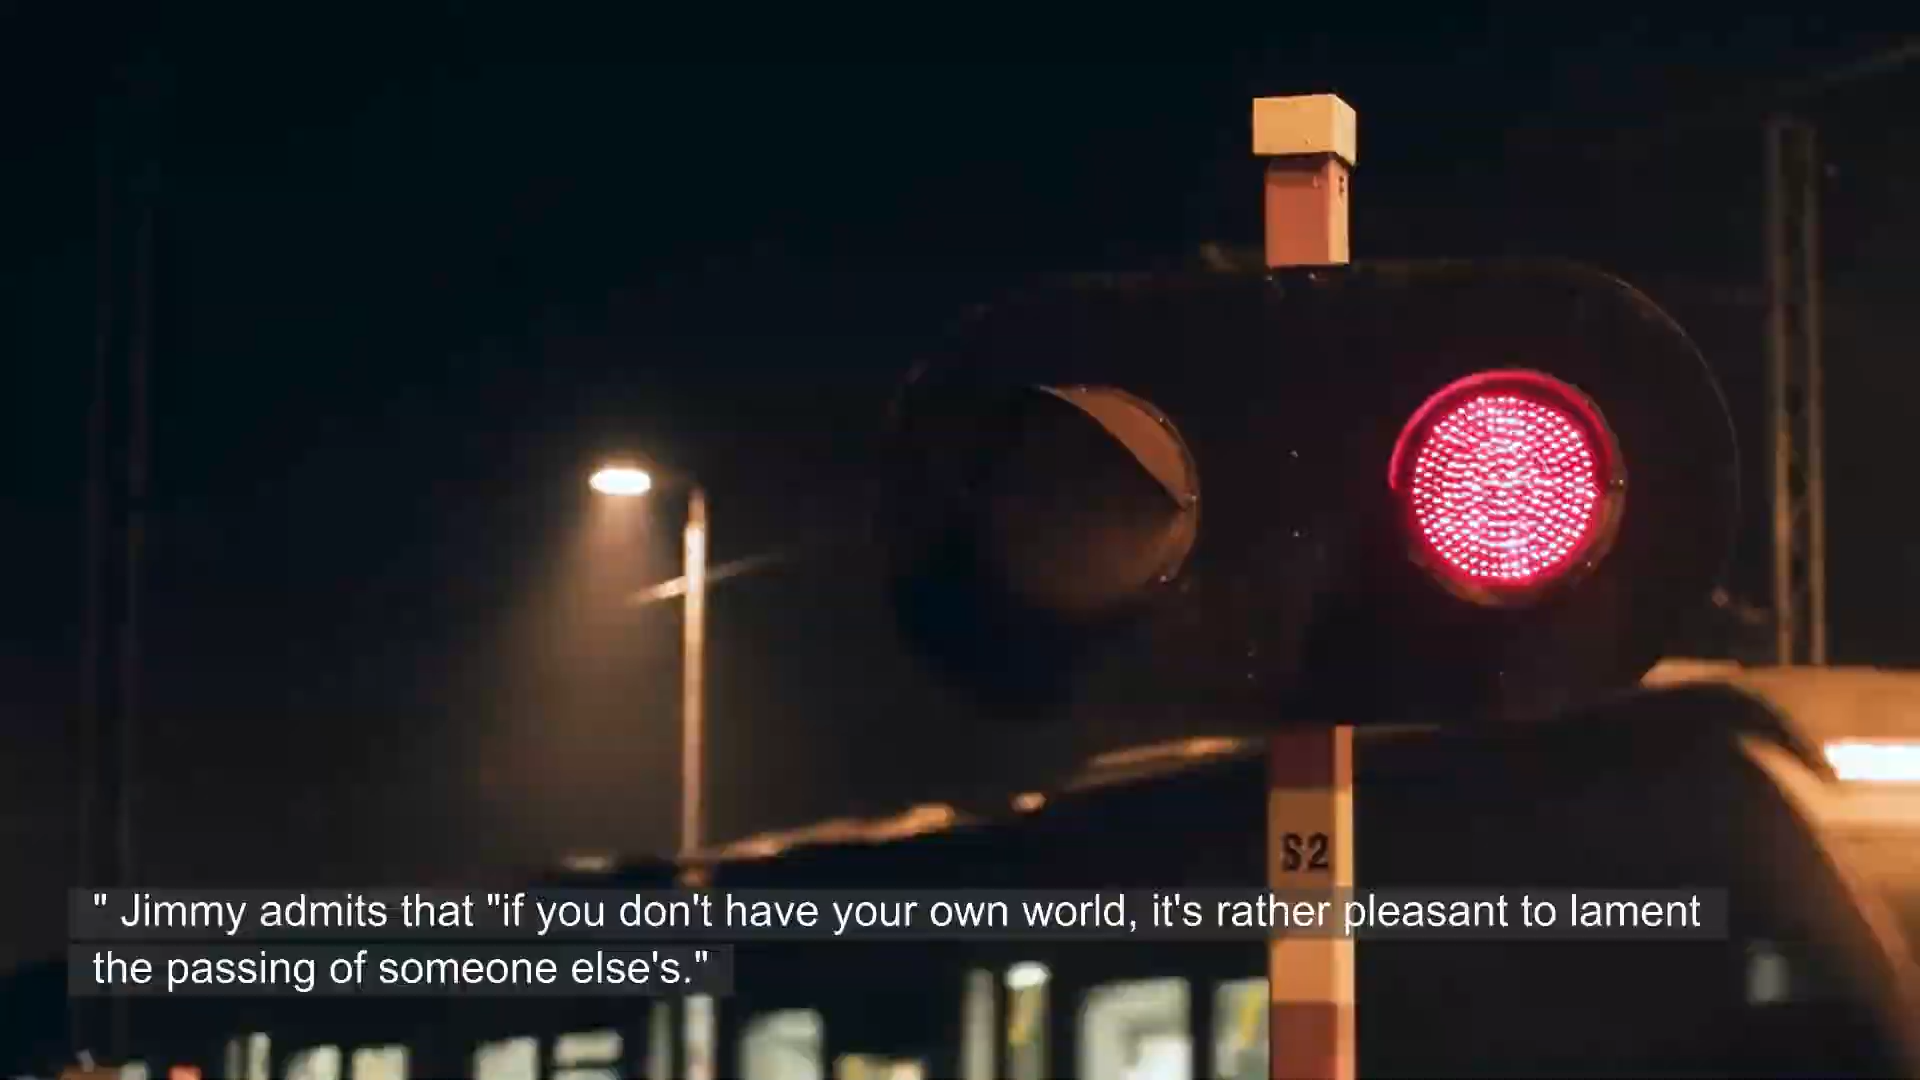 S2
" Jimmy admits that "if you don't have your own world, it's rather pleasant to lament
the passing of someone else's."